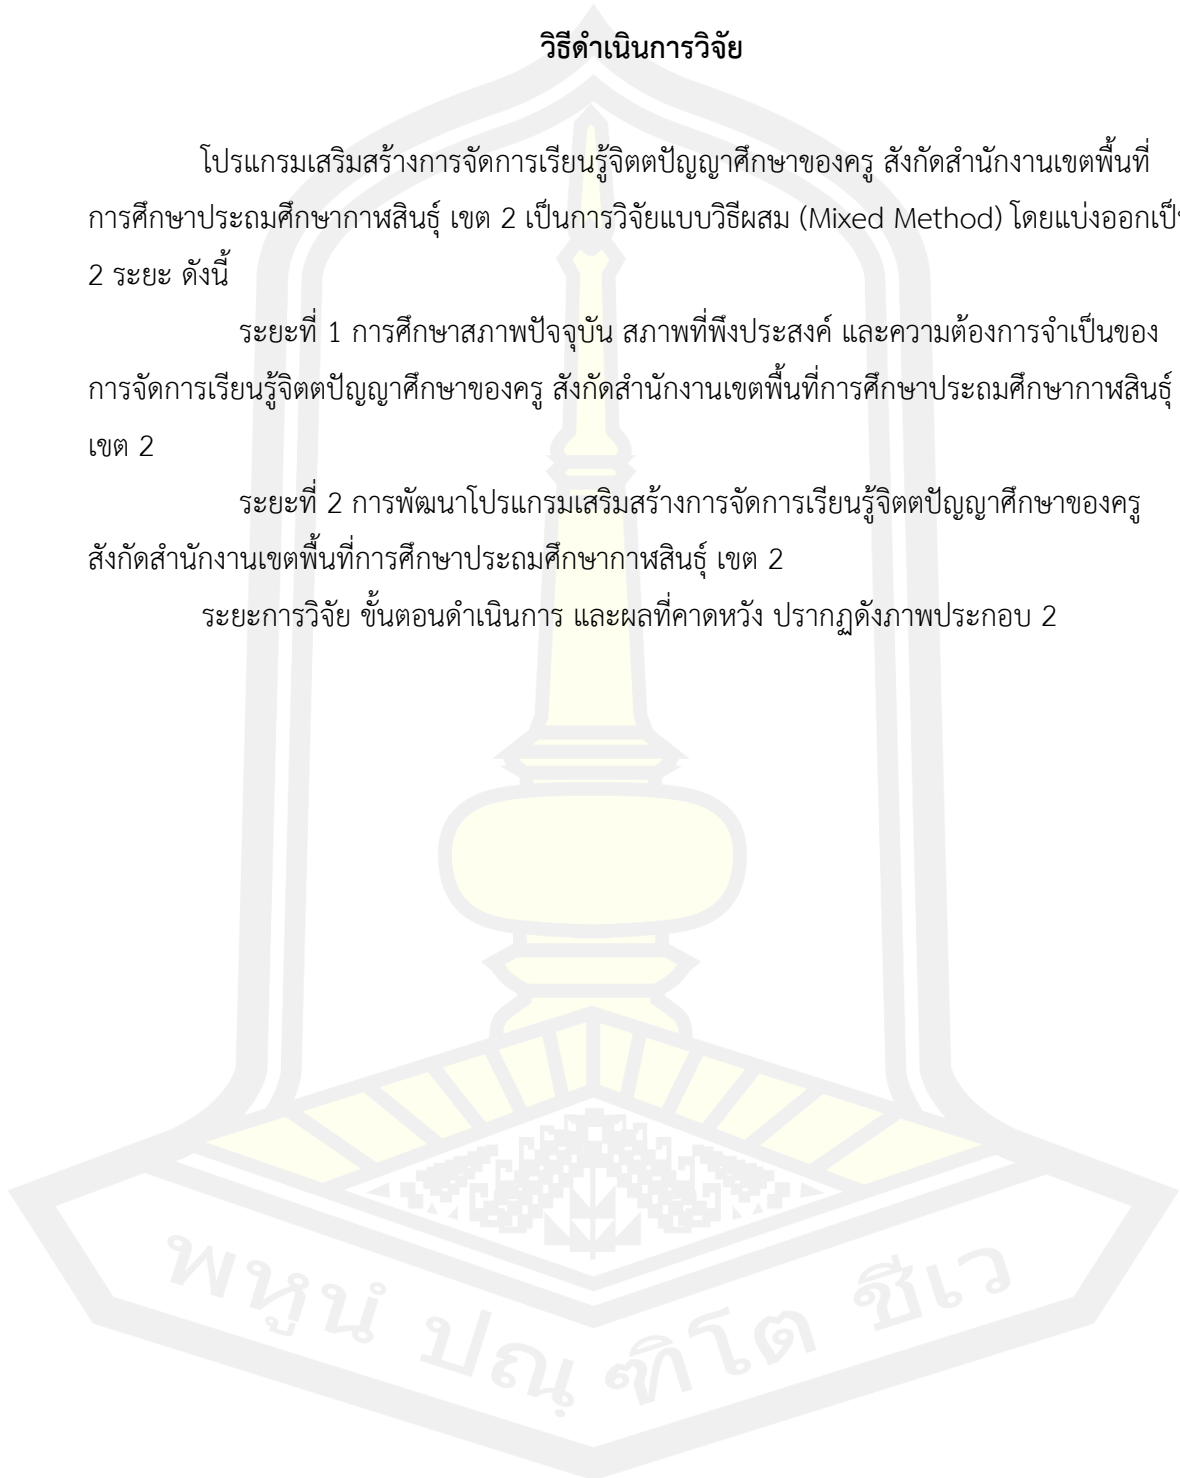 วิธีดำเนินการวิจัย
โปรแกรมเสริมสร้างการจัดการเรียนรู้จิตตปัญญาศึกษาของครู สังกัดสำนักงานเขตพื้นที่
การศึกษาประถมศึกษากาฬสินธุ์ เขต 2 เป็นการวิจัยแบบวิธีผสม (Mixed Method) โดยแบ่งออกเป็
2 ระยะ ดังนี้
ระยะที่ 1 การศึกษาสภาพปัจจุบัน สภาพที่พึงประสงค์ และความต้องการจำเป็นของ
การจัดการเรียนรู้จิตตปัญญาศึกษาของครู สังกัดสำนักงานเขตพื้นที่การศึกษาประถมศึกษากาฬสินธุ์
เขต 2
ระยะที่ 2 การพัฒนาโปรแกรมเสริมสร้างการจัดการเรียนรู้จิตตปัญญาศึกษาของครู
สังกัดสำนักงานเขตพื้นที่การศึกษาประถมศึกษากาฬสินธุ์ เขต 2
ระยะการวิจัย ขั้นตอนดำเนินการ และผลที่คาดหวัง ปรากฏดังภาพประกอบ 2
พหูนํ ปณฺฑิโต ชีเว